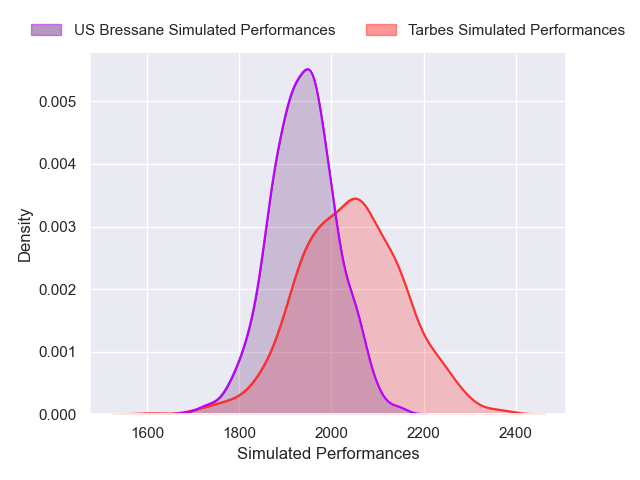 US Bressane Simulated Performances Tarbes Simulated Performances
0.005
0.004
0.003
0.002
0.001
0.000
Density
1600 1800 2000 2200 2400
Simulated Performances